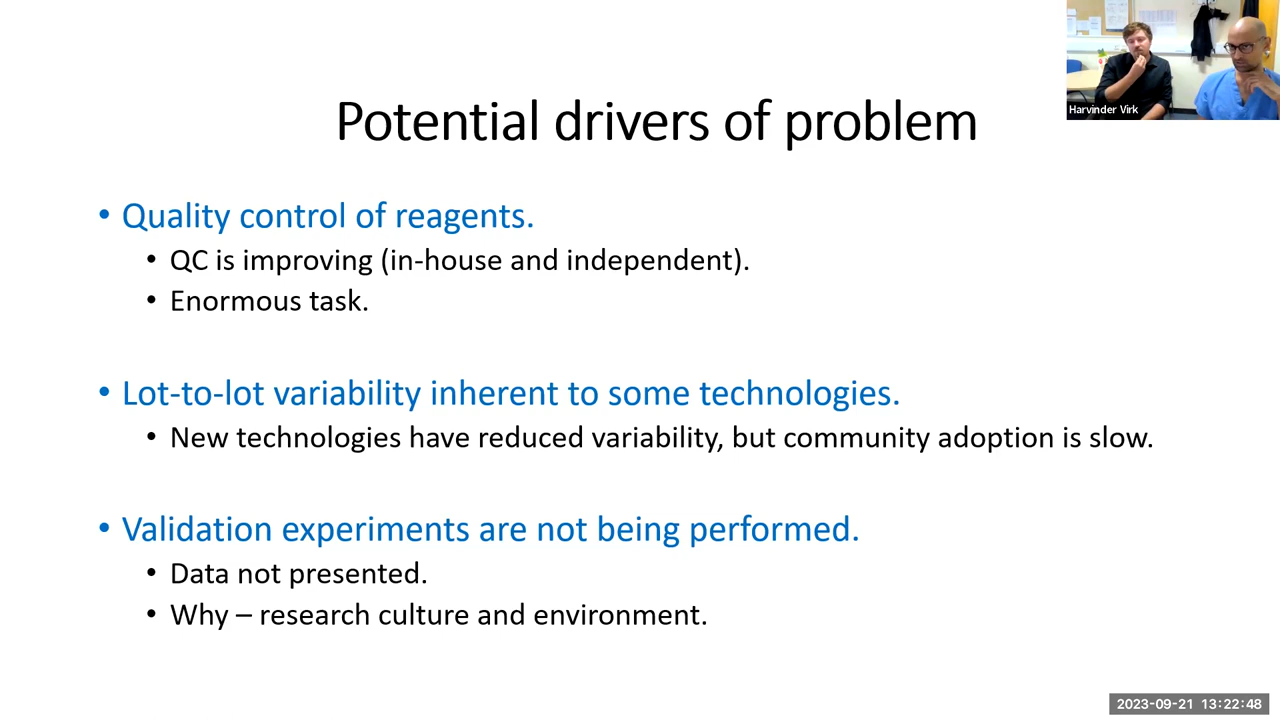 Harvinder Virk
Potential drivers of problem
• Quality control of reagents.
• QC is improving (in-house and independent).
• Enormous task.
• Lot-to-lot variability inherent to some technologies.
• New technologies have reduced variability, but community adoption is slow.
• Validation experiments are not being performed.
• Data not presented.
• Why – research culture and environment.
2023-09-21 13:22:48